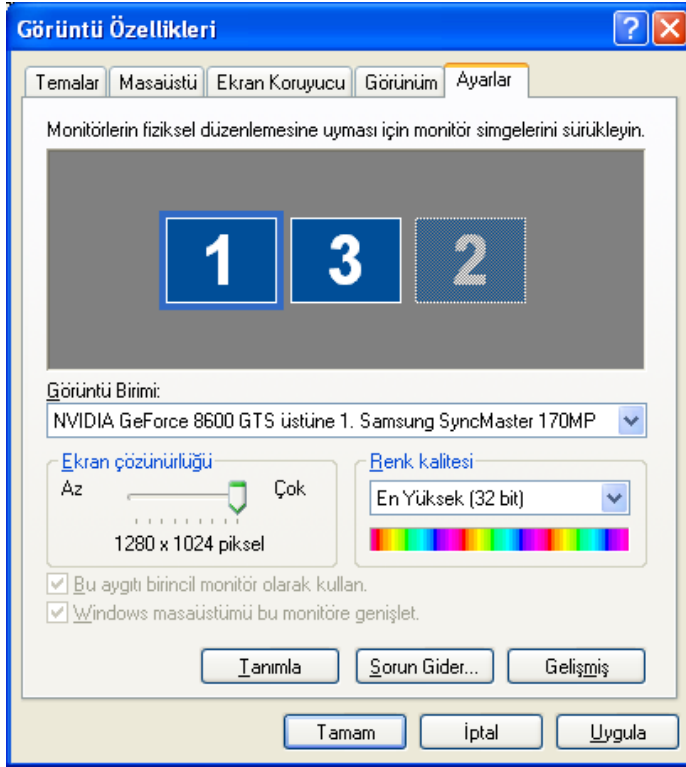 Görüntü Özellikleri
Temalar Masaüstü Ekran Koruyucu Görünüm Ayarlar
Monitörlerin fiziksel düzenlemesine uyması için monitör simgelerini sürükleyin.
1 3 2
Görüntü Birimi:
NVIDIA GeForce 8600 GTS üstüne 1. Samsung SyncMaster 170MP
Ekran çözünürlüğü
Az Çok
1280 x 1024 piksel
Renk kalitesi
En Yüksek (32 bit)
Bu aygıtı birincil monitör olarak kullan.
Windows masaüstümü bu monitöre genişlet.
Tanımla Sorun Gider... Gelişmiş
Tamam İptal Uygula